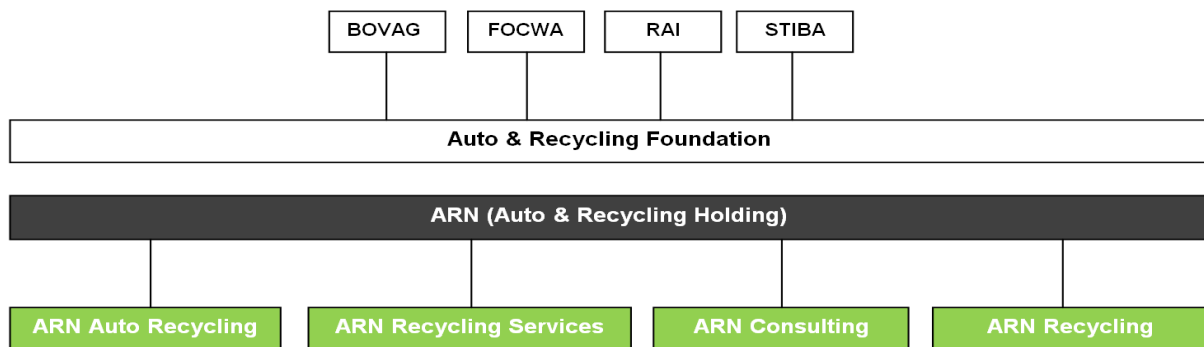 BOVAG FOCWA RAI STIBA
Auto & Recycling Foundation
ARN (Auto & Recycling Holding)
ARN Auto Recycling ARN Recycling Services ARN Consulting ARN Recycling